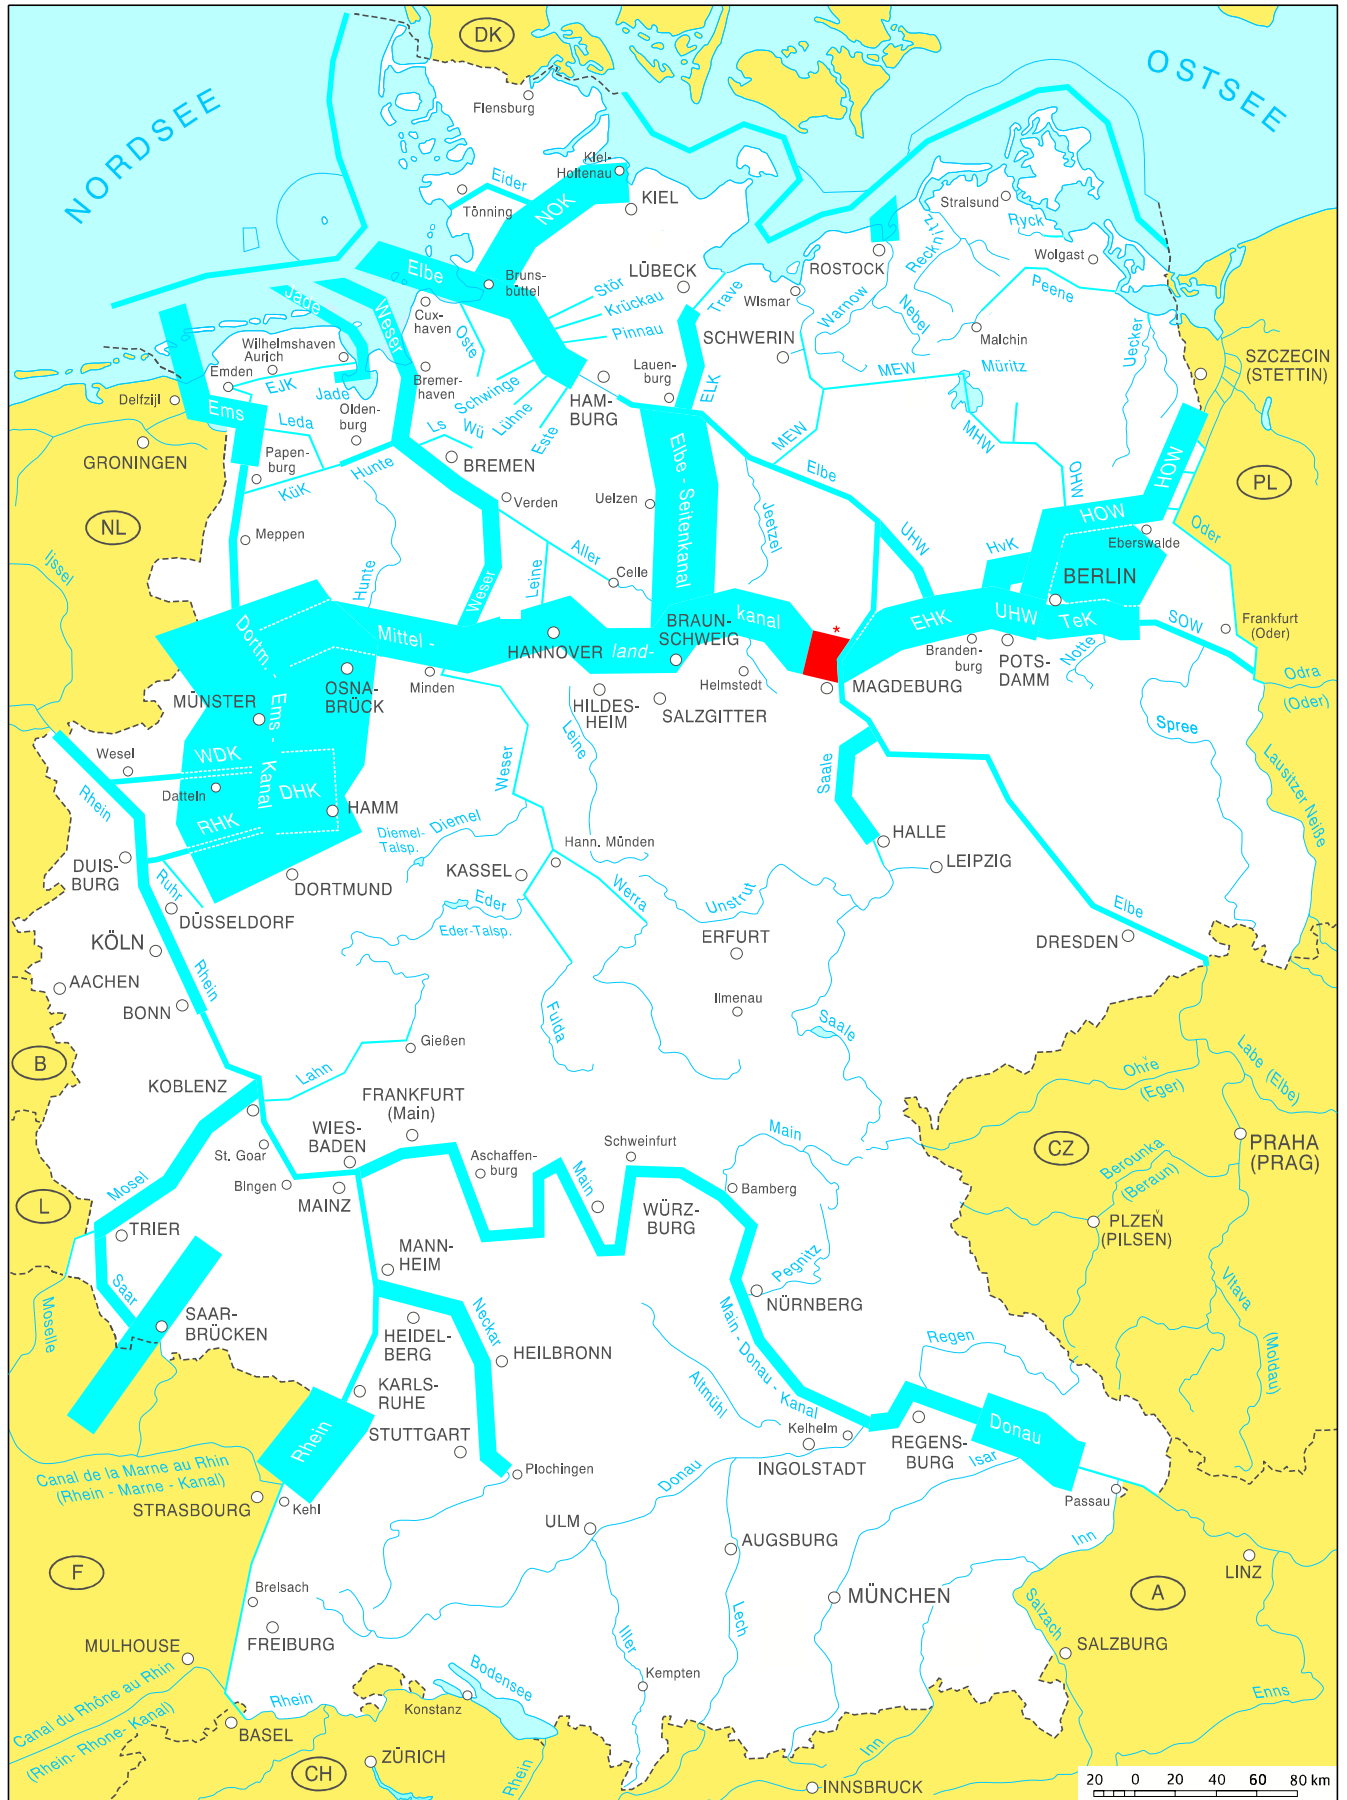 DK
NORDSEE
OSTSEE
Flensburg
Kiel-
Holtenau
KIEL
Eider
Tönning
NOK
Stralsund
Ryck
Recknitz
Wolgast
ROSTOCK
Elbe
Bruns-
büttel
LÜBECK
Trave
Wismar
Warnow
Nebel
Peene
Malchin
Uecker
Stör
Krückau
Pinnau
Jade
Weser
Cux-
haven
Oste
SCHWERIN
SZCZECIN
(STETTIN)
Wilhelmshaven
Aurich
Emden
EJK
Jade
Bremer-
haven
Schwinge
Lühne
Este
Ls
Wü
HAM-
BURG
Lauen-
burg
ELK
MEW
Müritz
Delfzijl
Ems
Leda
Olden-
burg
GRONINGEN
Papen-
burg
Hunte
KüK
BREMEN
MEW
MHW
Elbe
OHW
HOW
PL
NL
Verden
Uelzen
Elbe - Seitenkanal
Jeetzel
UHW
HvK
HOW
Oder
Eberswalde
Meppen
Ijssel
Hunte
Aller
Leine
Celle
Weser
BERLIN
Dortm. - Ems - Kanal
Mittel -
HANNOVER
land-
BRAUN-
SCHWEIG
kanal
*
EHK
UHW
TeK
SOW
Branden-
burg
POTS-
DAMM
Notte
Frankfurt
(Oder)
Odra
(Oder)
MÜNSTER
OSNA-
BRÜCK
Minden
HILDES-
HEIM
SALZGITTER
Helmstedt
MAGDEBURG
Leine
Weser
Spree
Lausitzer Neiße
Wesel
WDK
Datteln
DHK
RHK
HAMM
Rhein
Saale
Diemel-
Talsp.
Diemel
Hann. Münden
HALLE
LEIPZIG
DUIS-
BURG
Ruhr
DORTMUND
KASSEL
Werra
Unstrut
DÜSSELDORF
Eder
Eder-Talsp.
ERFURT
DRESDEN
Elbe
KÖLN
AACHEN
BONN
Rhein
Ilmenau
Fulda
Saale
B
Gießen
Lahn
KOBLENZ
FRANKFURT
(Main)
Ohře
(Eger)
Labe (Elbe)
WIES-
BADEN
St. Goar
Bingen
MAINZ
Aschaffen-
burg
Schweinfurt
Main
Main
Bamberg
WÜRZ-
BURG
CZ
PRAHA
(PRAG)
Berounka
(Beraun)
PLZEŇ
(PILSEN)
L
Mosel
TRIER
Saar
Moselle
SAAR-
BRÜCKEN
MANN-
HEIM
HEIDEL-
BERG
Neckar
HEILBRONN
Pegnitz
NÜRNBERG
Main - Donau - Kanal
Altmühl
Regen
Vltava
(Moldau)
KARLS-
RUHE
STUTTGART
Rhein
Plochingen
Kelheim
INGOLSTADT
REGENS-
BURG
Donau
Isar
Donau
Passau
Canal de la Marne au Rhin
(Rhein - Marne - Kanal)
STRASBOURG
Kehl
ULM
AUGSBURG
Inn
LINZ
F
A
Breisach
FREIBURG
MÜNCHEN
Lech
Iller
Salzach
SALZBURG
MULHOUSE
Canal du Rhône au Rhin
(Rhein- Rhone- Kanal)
Rhein
BASEL
Konstanz
Bodensee
Kempten
Enns
ZÜRICH
CH
Rhein
Inn
INNSBRUCK
20 0 20 40 60 80 km